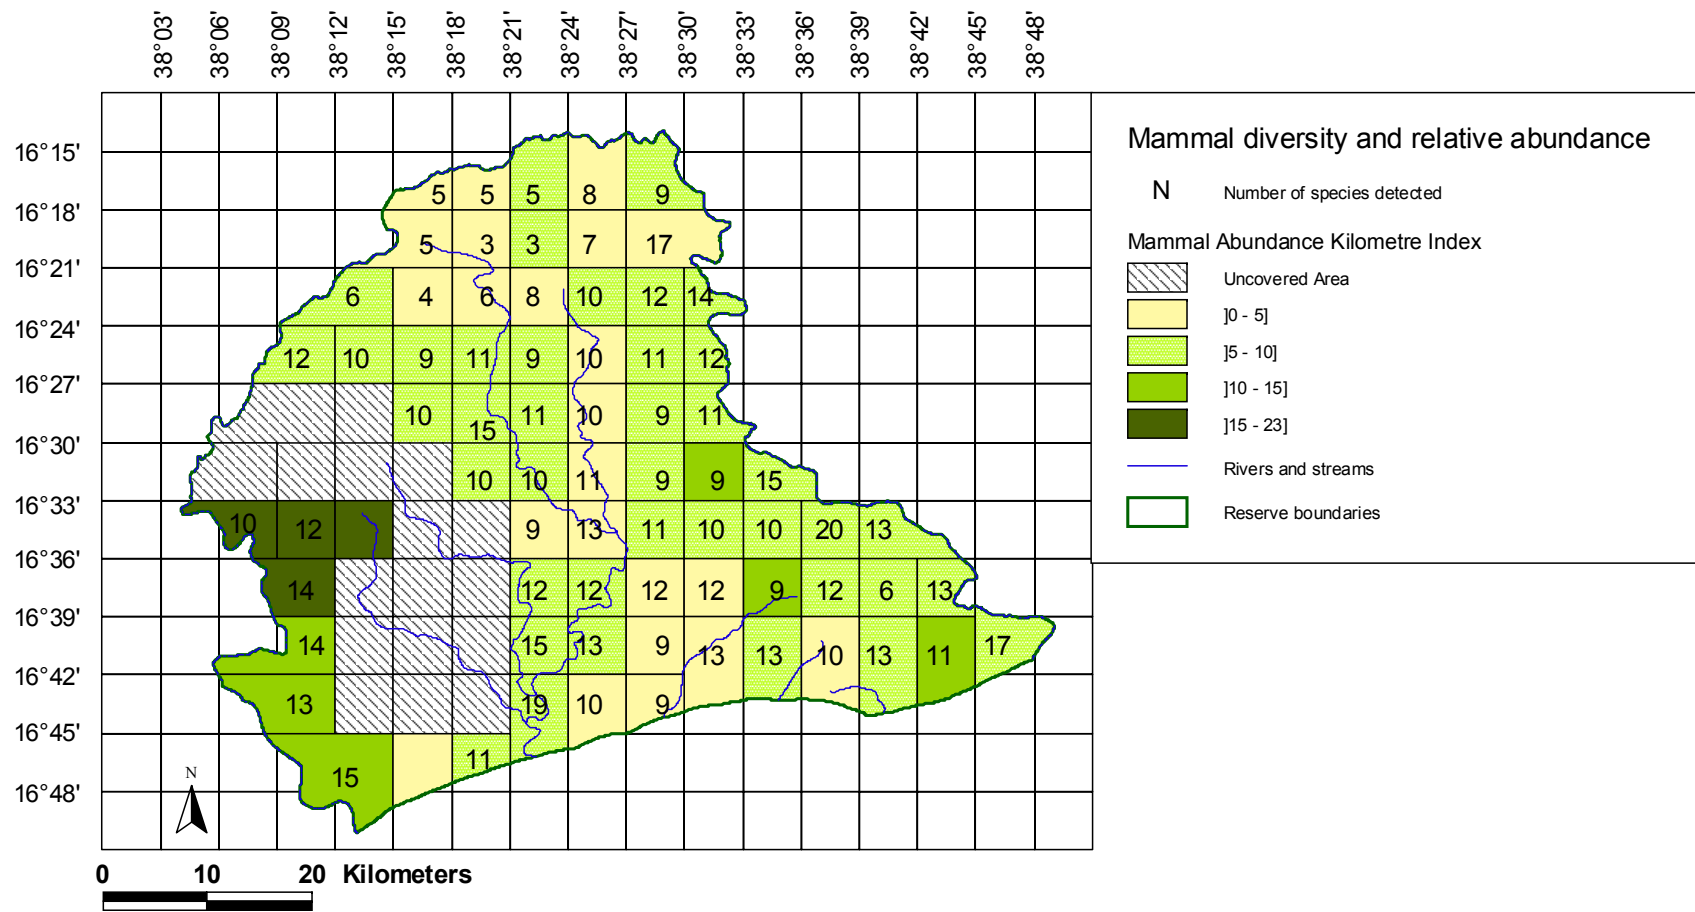 38°03' 38°06' 38°09' 38°12' 38°15' 38°18' 38°21' 38°24' 38°27' 38°30' 38°33' 38°36' 38°39' 38°42' 38°45' 38°48'
16°15'
5 5 5 8 9
16°18'
5 3 3 7 17
16°21'
6 4 6 8 10 12 14
16°24'
12 10 9 11 9 10 11 12
16°27'
10 15 11 10 9 11
16°30'
10 10 11 9 9 15
16°33'
10 12 9 13 11 10 10 20 13
16°36'
14 12 12 12 12 9 12 6 13
16°39'
14 15 13 9 13 13 10 13 11 17
16°42'
13 19 10 9
16°45'
15 11
16°48'
N
0 10 20 Kilometers
Mammal diversity and relative abundance
N Number of species detected
Mammal Abundance Kilometre Index
Uncovered Area
]0 - 5]
]5 - 10]
]10 - 15]
]15 - 23]
Rivers and streams
Reserve boundaries